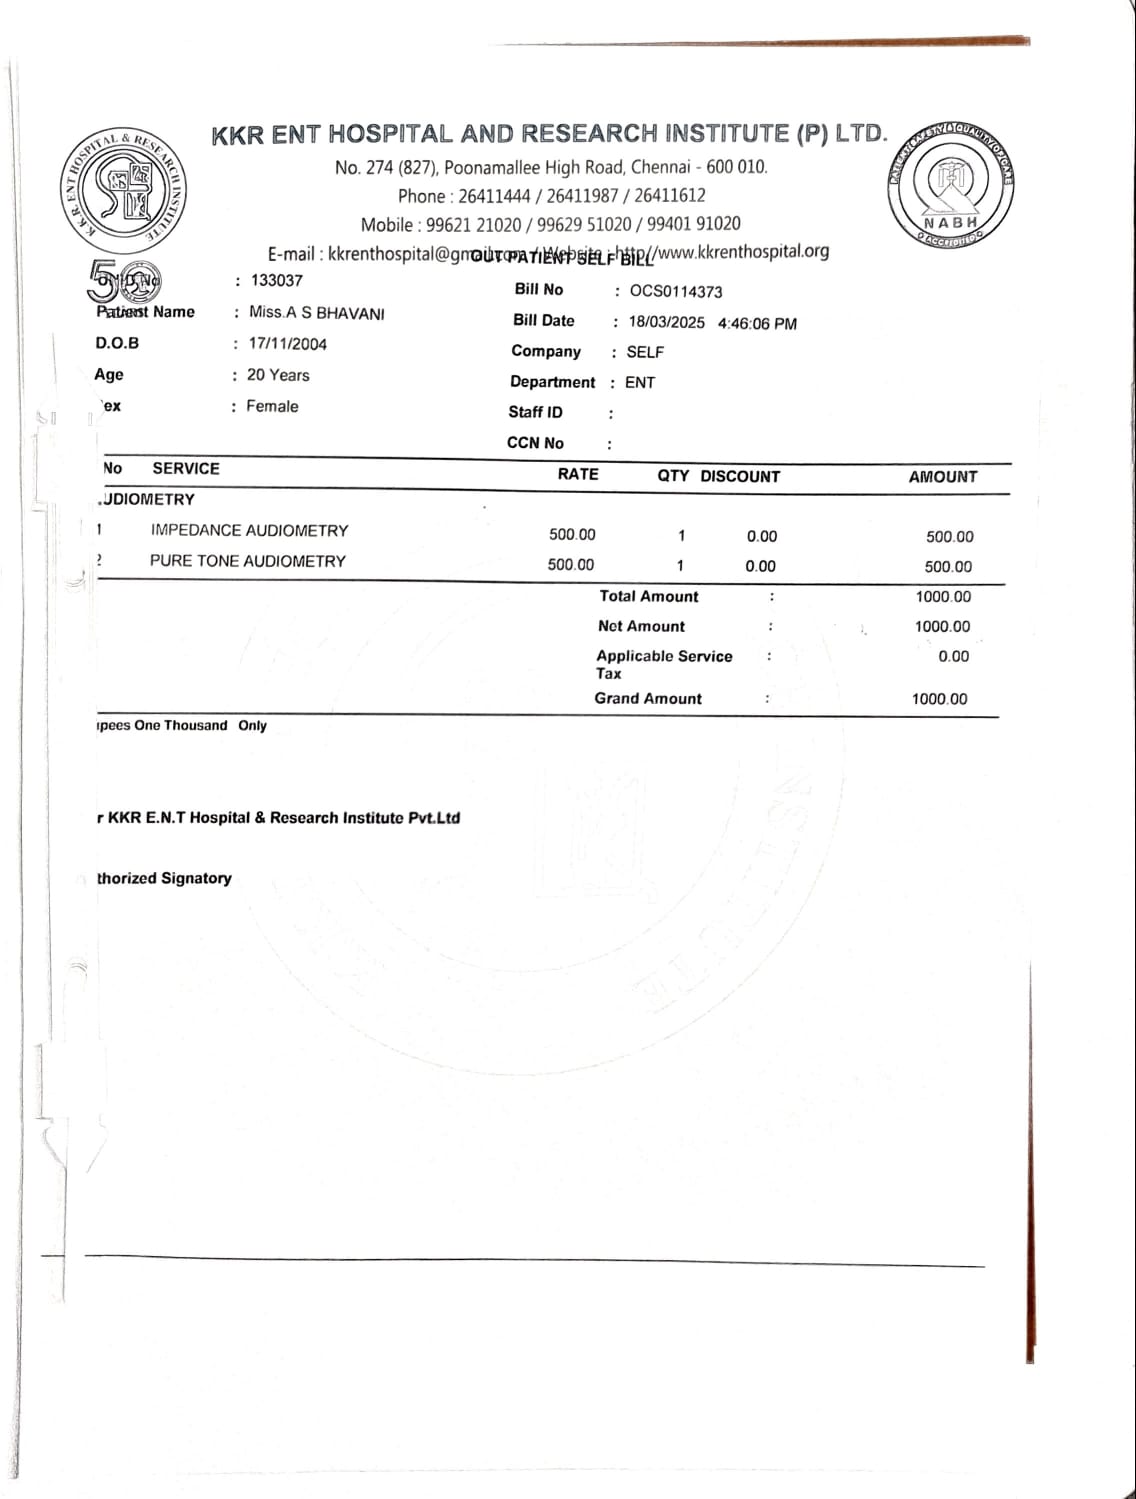 KKR ENT HOSPITAL AND RESEARCH INSTITUTE (P) LTD.
K.K.R. ENT HOSPITAL & RESEARCH INSTITUTE
No. 274 (827), Poonamallee High Road, Chennai - 600 010.
Phone : 26411444 / 26411987 / 26411612
Mobile : 99621 21020 / 99629 51020 / 99401 91020
NABH
ACCREDITED
E-mail : kkrenthospital@gmail.com / Website : http//www.kkrenthospital.org
OUT PATIENT SELF BILL
50
: 133037
Bill No : OCS0114373
Patient Name : Miss.A S BHAVANI
Bill Date : 18/03/2025 4:46:06 PM
D.O.B : 17/11/2004
Company : SELF
Age : 20 Years
Department : ENT
ex : Female
Staff ID :
CCN No :
No SERVICE RATE QTY DISCOUNT AMOUNT
UDIOMETRY
1 IMPEDANCE AUDIOMETRY 500.00 1 0.00 500.00
2 PURE TONE AUDIOMETRY 500.00 1 0.00 500.00
Total Amount : 1000.00
Net Amount : 1000.00
Applicable Service : 0.00
Tax
Grand Amount : 1000.00
upees One Thousand Only
r KKR E.N.T Hospital & Research Institute Pvt.Ltd
thorized Signatory